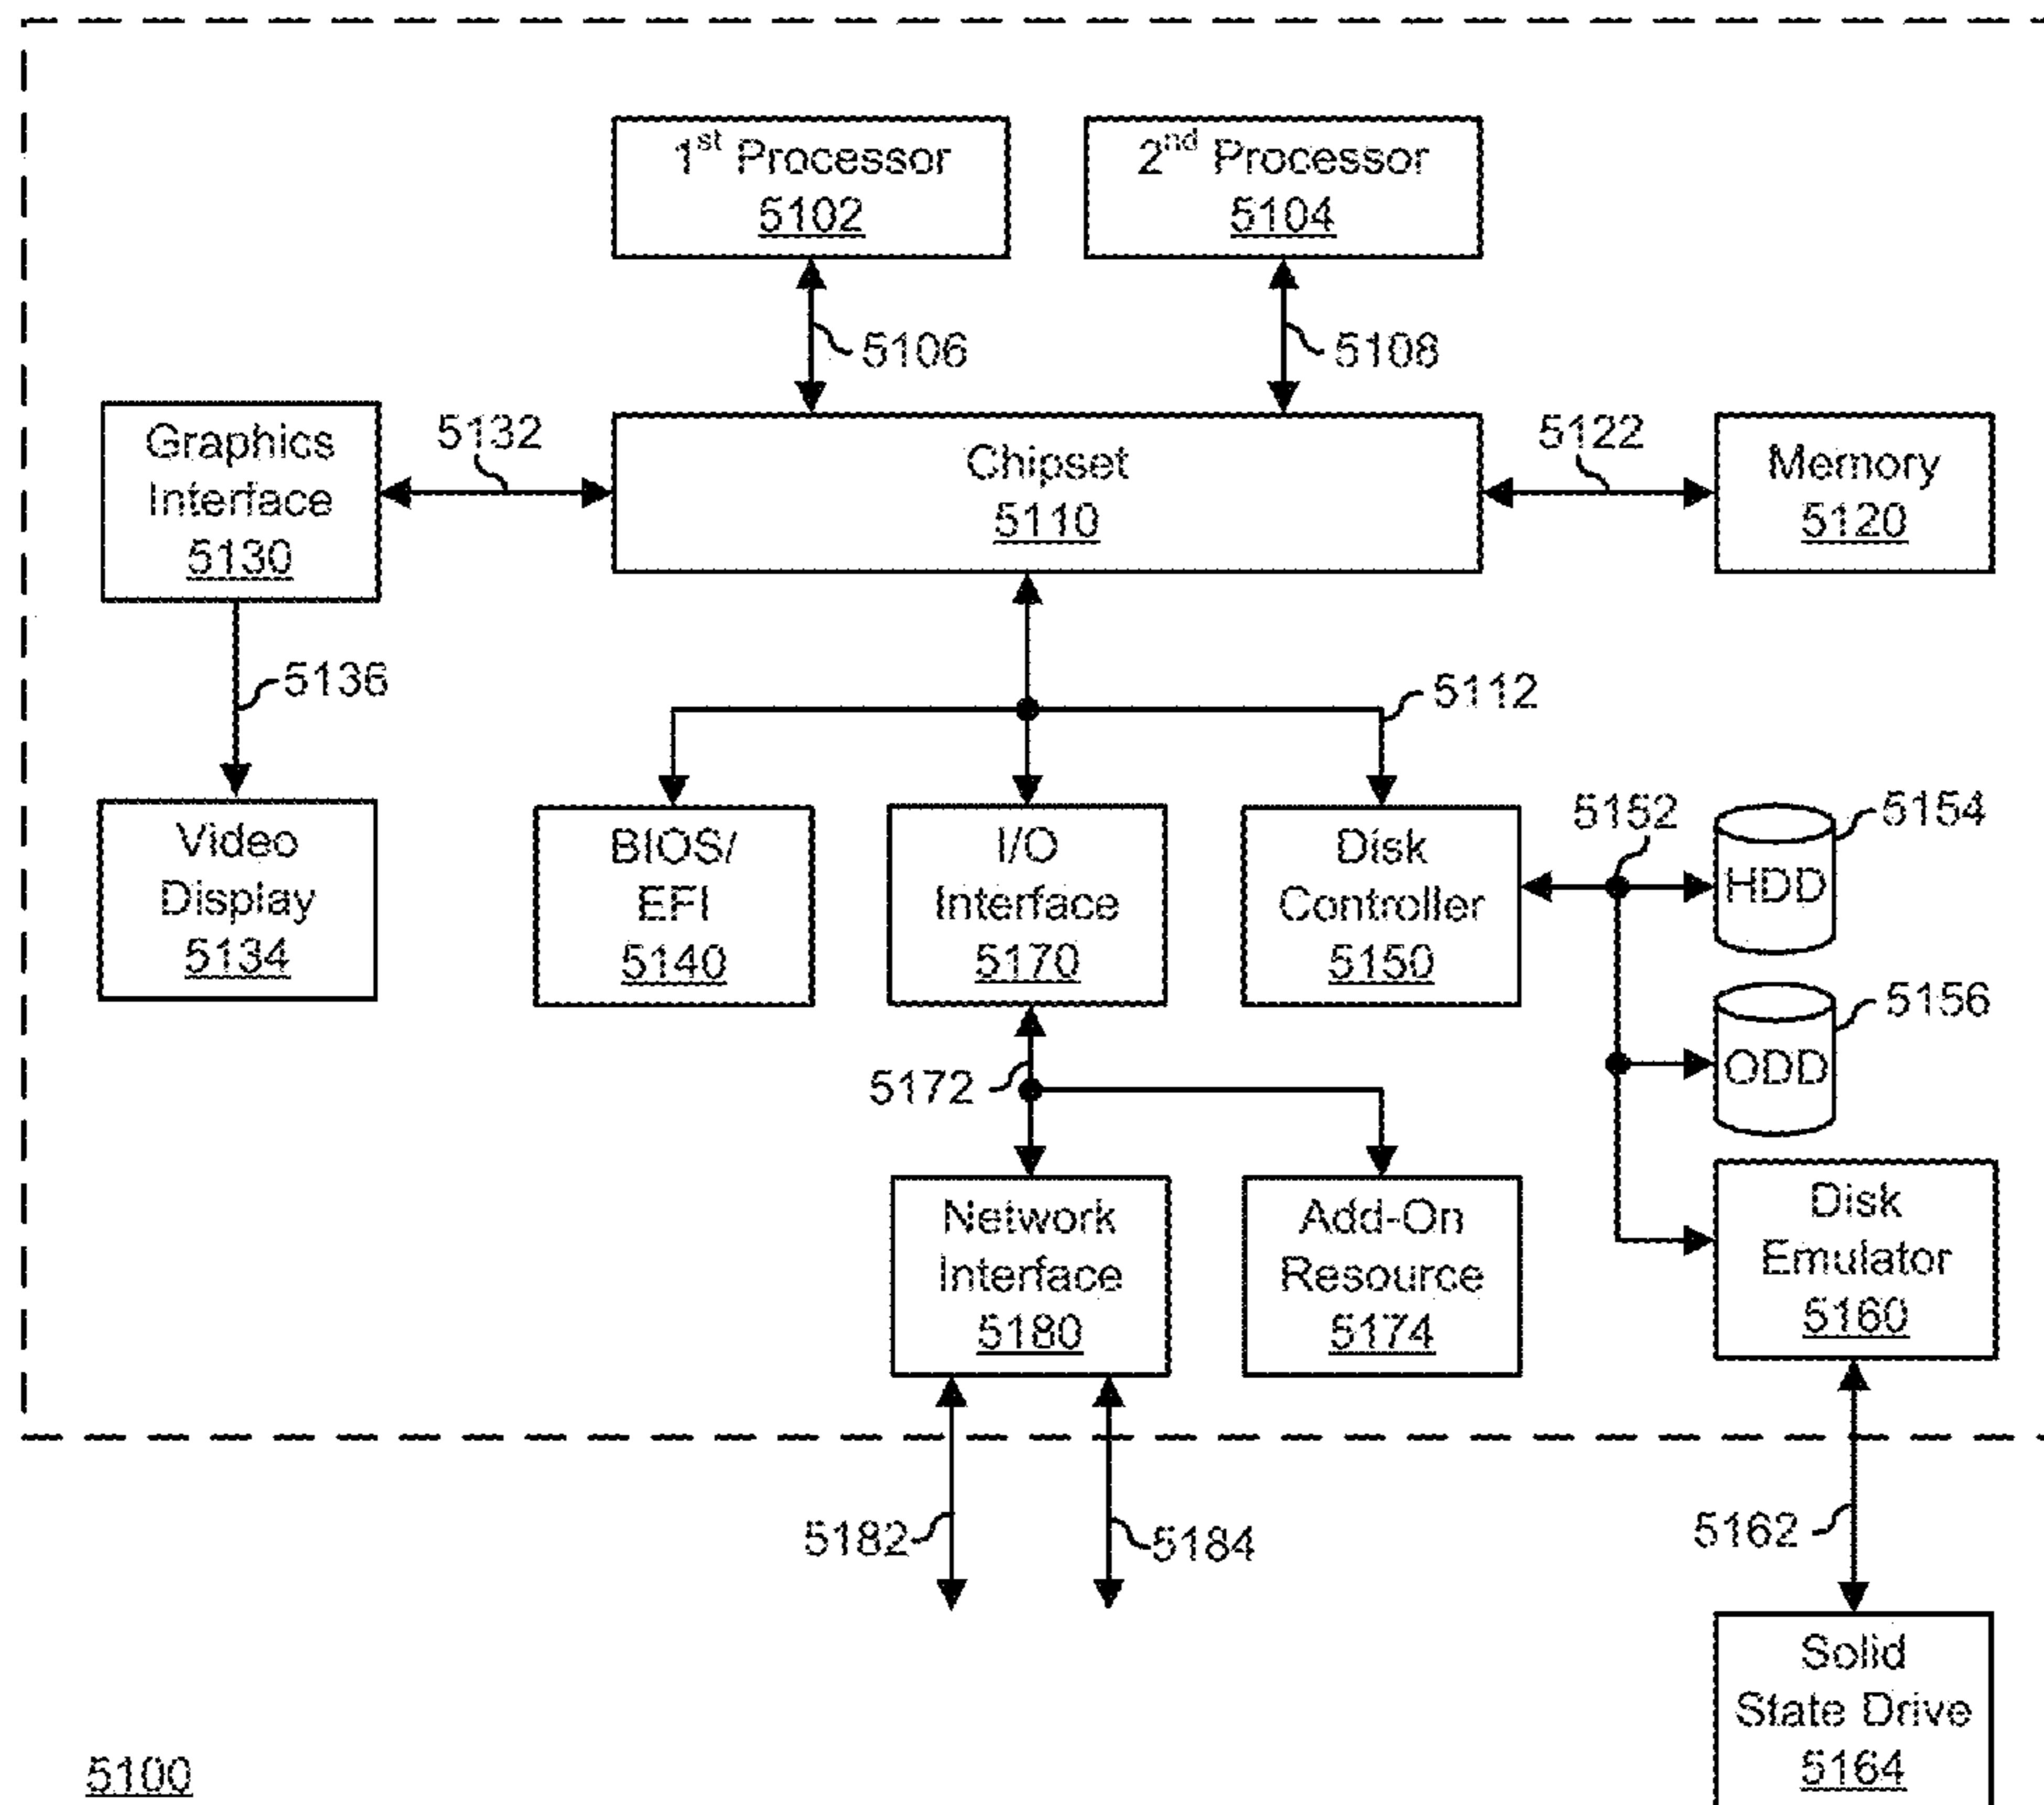 1st Processor
5102
2nd Processor
5104
5106
5108
Graphics
Interface
5130
5132
Chipset
5110
5122
Memory
5120
5136
5112
Video
Display
5134
BIOS/
EFI
5140
I/O
Interface
5170
Disk
Controller
5150
5152
HDD
5154
ODD
5156
5172
Network
Interface
5180
Add-On
Resource
5174
Disk
Emulator
5160
5182
5184
5162
Solid
State Drive
5164
5100